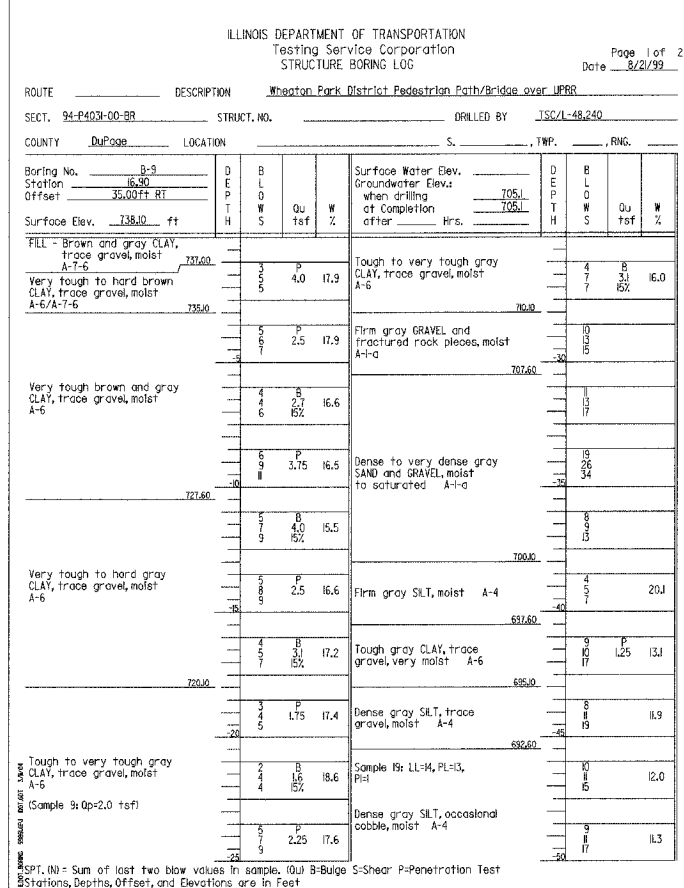 ILLINOIS DEPARTMENT OF TRANSPORTATION
Testing Service Corporation
STRUCTURE BORING LOG
Page 1 of 2
Date 8/21/99
ROUTE DESCRIPTION Wheaton Park District Pedestrian Path/Bridge over UPRR
SECT. 94-P4031-00-BR STRUCT. NO. DRILLED BY TSC/L-48,240
COUNTY DuPage LOCATION S. , TWP. , RNG.
Boring No. B-9
Station 16.90
Offset 35.00ft RT
Surface Elev. 738.10 ft
DEPTH
BLOWS
Qu tsf
W %
Surface Water Elev.
Groundwater Elev.:
when drilling 705.1
at Completion 705.1
after Hrs.
DEPTH
BLOWS
Qu tsf
W %
FILL - Brown and gray CLAY,
trace gravel, moist
A-7-6 737.00
Very tough to hard brown
CLAY, trace gravel, moist
A-6/A-7-6
735.10
3 P
5 4.0 17.9
5
5 P
6 2.5 17.9
7
-5
Very tough brown and gray
CLAY, trace gravel, moist
A-6
4 B
4 2.7 16.6
6 15%
6 P
9 3.75 16.5
11
-10
727.60
5 B
7 4.0 15.5
9 15%
Very tough to hard gray
CLAY, trace gravel, moist
A-6
5 P
8 2.5 16.6
9
-15
4 B
5 3.1 17.2
7 15%
720.10
3 P
4 1.75 17.4
5
-20
Tough to very tough gray
CLAY, trace gravel, moist
A-6
(Sample 9: Qp=2.0 tsf)
2 B
4 1.6 18.6
4 15%
5 P
7 2.25 17.6
9
-25
Tough to very tough gray
CLAY, trace gravel, moist
A-6
4 B
7 3.1 16.0
7 15%
710.10
Firm gray GRAVEL and
fractured rock pieces, moist
A-1-a
10
13
15
-30
707.60
11
13
17
Dense to very dense gray
SAND and GRAVEL, moist
to saturated A-1-a
19
26
34
-35
8
9
13
700.10
Firm gray SILT, moist A-4
4
5 20.1
7
-40
697.60
Tough gray CLAY, trace
gravel, very moist A-6
9 P
10 1.25 13.1
17
695.10
Dense gray SILT, trace
gravel, moist A-4
8
11 11.9
19
-45
692.60
Sample 19: LL=14, PL=13,
PI=1
10
11 12.0
15
Dense gray SILT, occasional
cobble, moist A-4
9
11 11.3
17
-50
SPT. (N) = Sum of last two blow values in sample. (Qu) B=Bulge S=Shear P=Penetration Test
Stations, Depths, Offset, and Elevations are in Feet